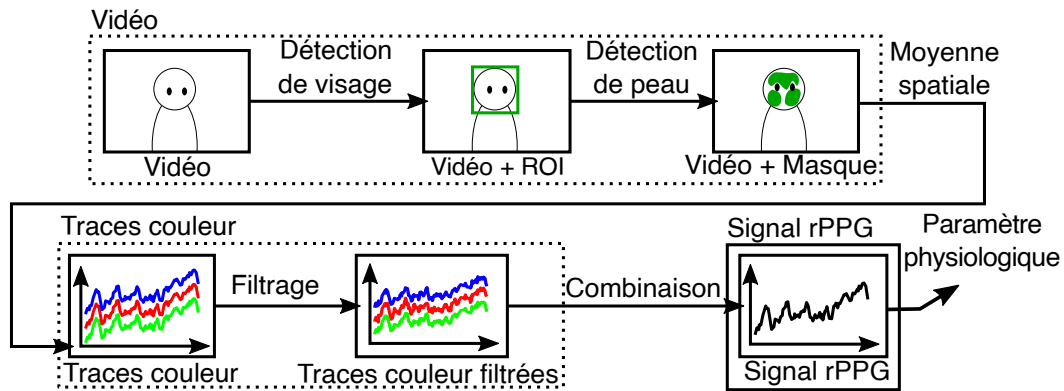 Vidéo
Détection
de visage
Détection
de peau
Moyenne
spatiale
Vidéo
Vidéo + ROI
Vidéo + Masque
Traces couleur
Signal rPPG
Paramètre
physiologique
Filtrage
Combinaison
Traces couleur
Traces couleur filtrées
Signal rPPG